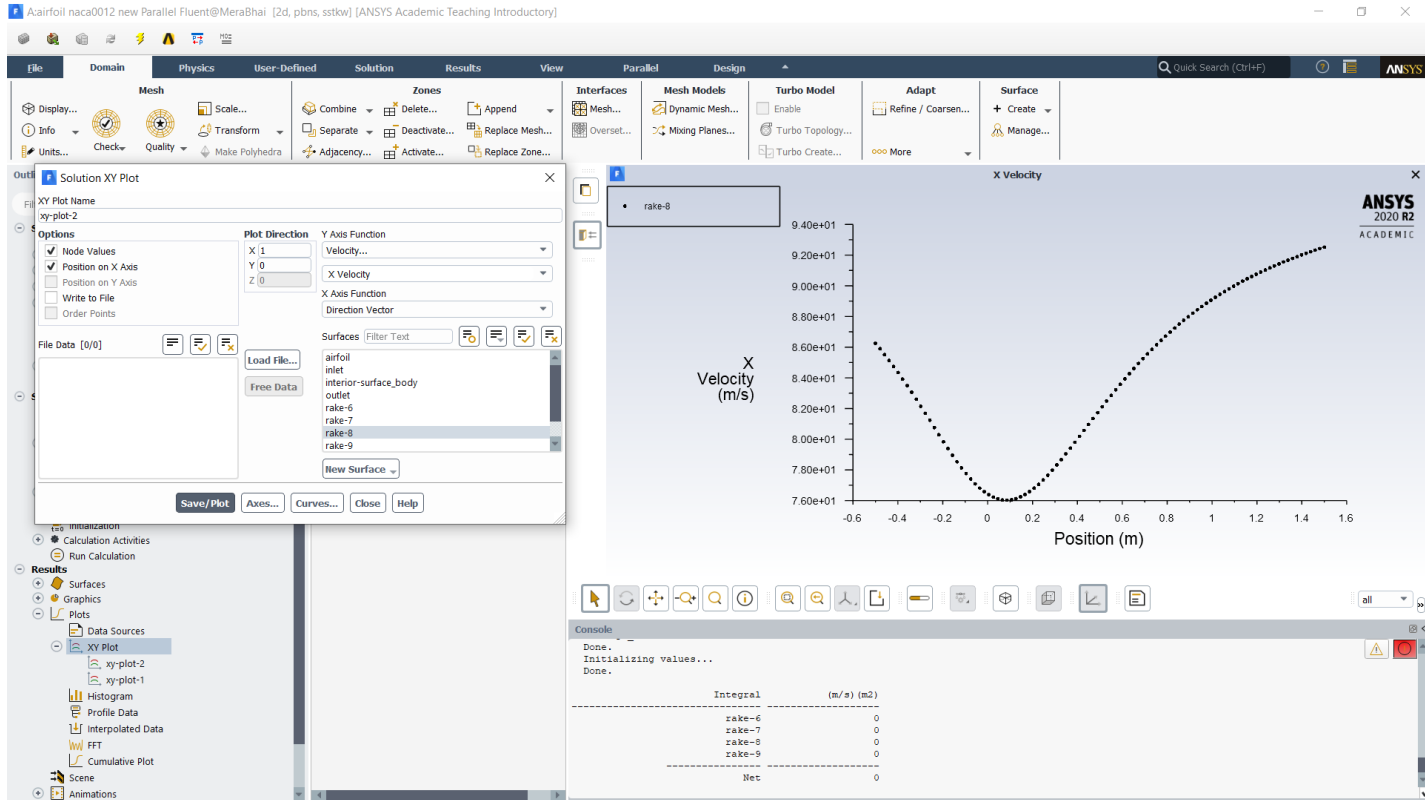 A:airfoil naca0012 new Parallel Fluent@MeraBhai [2d, pbns, sstkw] [ANSYS Academic Teaching Introductory]
File Domain Physics User-Defined Solution Results View Parallel Design Quick Search (Ctrl+F) ANSYS
Mesh Zones Interfaces Mesh Models Turbo Model Adapt Surface
Display... Scale... Combine Delete... Append Mesh... Dynamic Mesh... Enable Refine / Coarsen... + Create
Info Transform Separate Deactivate... Replace Mesh... Overset... Mixing Planes... Turbo Topology... Manage...
Units... Check Quality Make Polyhedra Adjacency... Activate... Replace Zone... Turbo Create... More
Solution XY Plot
XY Plot Name
xy-plot-2
Options Plot Direction Y Axis Function
Node Values X 1 Velocity...
Position on X Axis Y 0
Position on Y Axis Z 0 X Velocity
Write to File X Axis Function
Order Points Direction Vector
File Data [0/0] Surfaces Filter Text
Load File...
Free Data
airfoil
inlet
interior-surface_body
outlet
rake-6
rake-7
rake-8
rake-9
New Surface
Save/Plot Axes... Curves... Close Help
Initialization
Calculation Activities
Run Calculation
Results
Surfaces
Graphics
Plots
Data Sources
XY Plot
xy-plot-2
xy-plot-1
Histogram
Profile Data
Interpolated Data
FFT
Cumulative Plot
Scene
Animations
X Velocity
rake-8
ANSYS
2020 R2
ACADEMIC
9.40e+01
9.20e+01
9.00e+01
8.80e+01
8.60e+01
8.40e+01
8.20e+01
8.00e+01
7.80e+01
7.60e+01
X
Velocity
(m/s)
-0.6 -0.4 -0.2 0 0.2 0.4 0.6 0.8 1 1.2 1.4 1.6
Position (m)
all
Console
Done.
Initializing values...
Done.
Integral (m/s)(m2)
rake-6 0
rake-7 0
rake-8 0
rake-9 0
Net 0